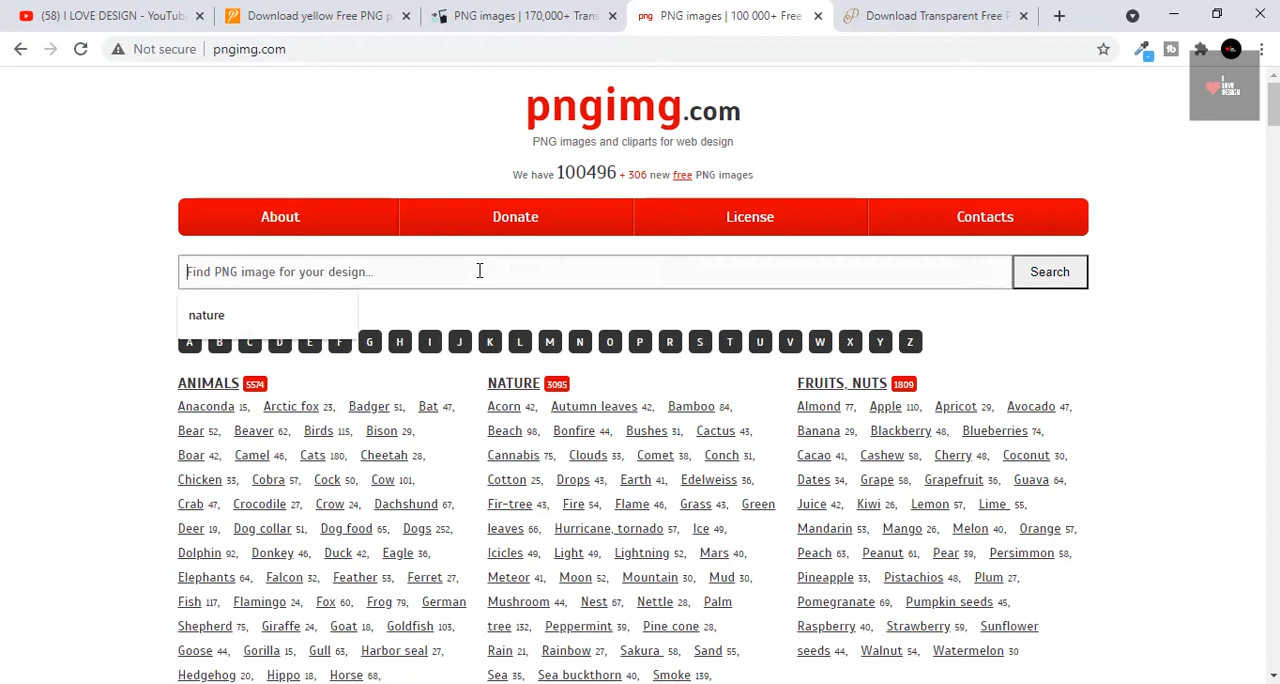 (58) I LOVE DESIGN - YouTube
Download yellow Free PNG p
PNG images | 170,000+ Trans
png PNG images | 100 000+ Free
Download Transparent Free P
Not secure pngimg.com
I LOVE DESIGN
pngimg.com
PNG images and cliparts for web design
We have 100496 + 306 new free PNG images
About Donate License Contacts
Find PNG image for your design... Search
nature
A B C D E F G H I J K L M N O P R S T U V W X Y Z
ANIMALS 5574
Anaconda 15, Arctic fox 23, Badger 51, Bat 47,
Bear 52, Beaver 62, Birds 115, Bison 29,
Boar 42, Camel 46, Cats 180, Cheetah 28,
Chicken 33, Cobra 57, Cock 50, Cow 101,
Crab 47, Crocodile 27, Crow 24, Dachshund 67,
Deer 19, Dog collar 51, Dog food 65, Dogs 252,
Dolphin 92, Donkey 46, Duck 42, Eagle 36,
Elephants 64, Falcon 32, Feather 53, Ferret 27,
Fish 117, Flamingo 24, Fox 60, Frog 79, German
Shepherd 75, Giraffe 24, Goat 18, Goldfish 103,
Goose 44, Gorilla 15, Gull 63, Harbor seal 27,
Hedgehog 20, Hippo 18, Horse 68,
NATURE 3095
Acorn 42, Autumn leaves 42, Bamboo 84,
Beach 98, Bonfire 44, Bushes 31, Cactus 43,
Cannabis 75, Clouds 33, Comet 38, Conch 31,
Cotton 25, Drops 43, Earth 41, Edelweiss 36,
Fir-tree 43, Fire 54, Flame 46, Grass 43, Green
leaves 66, Hurricane, tornado 57, Ice 49,
Icicles 49, Light 49, Lightning 52, Mars 40,
Meteor 41, Moon 52, Mountain 30, Mud 30,
Mushroom 44, Nest 67, Nettle 28, Palm
tree 132, Peppermint 39, Pine cone 28,
Rain 21, Rainbow 27, Sakura 58, Sand 55,
Sea 35, Sea buckthorn 40, Smoke 139,
FRUITS, NUTS 1809
Almond 77, Apple 110, Apricot 29, Avocado 47,
Banana 29, Blackberry 48, Blueberries 74,
Cacao 41, Cashew 58, Cherry 48, Coconut 30,
Dates 34, Grape 58, Grapefruit 36, Guava 64,
Juice 42, Kiwi 26, Lemon 57, Lime 55,
Mandarin 53, Mango 26, Melon 40, Orange 57,
Peach 63, Peanut 61, Pear 39, Persimmon 58,
Pineapple 33, Pistachios 48, Plum 27,
Pomegranate 69, Pumpkin seeds 45,
Raspberry 40, Strawberry 59, Sunflower
seeds 44, Walnut 54, Watermelon 30